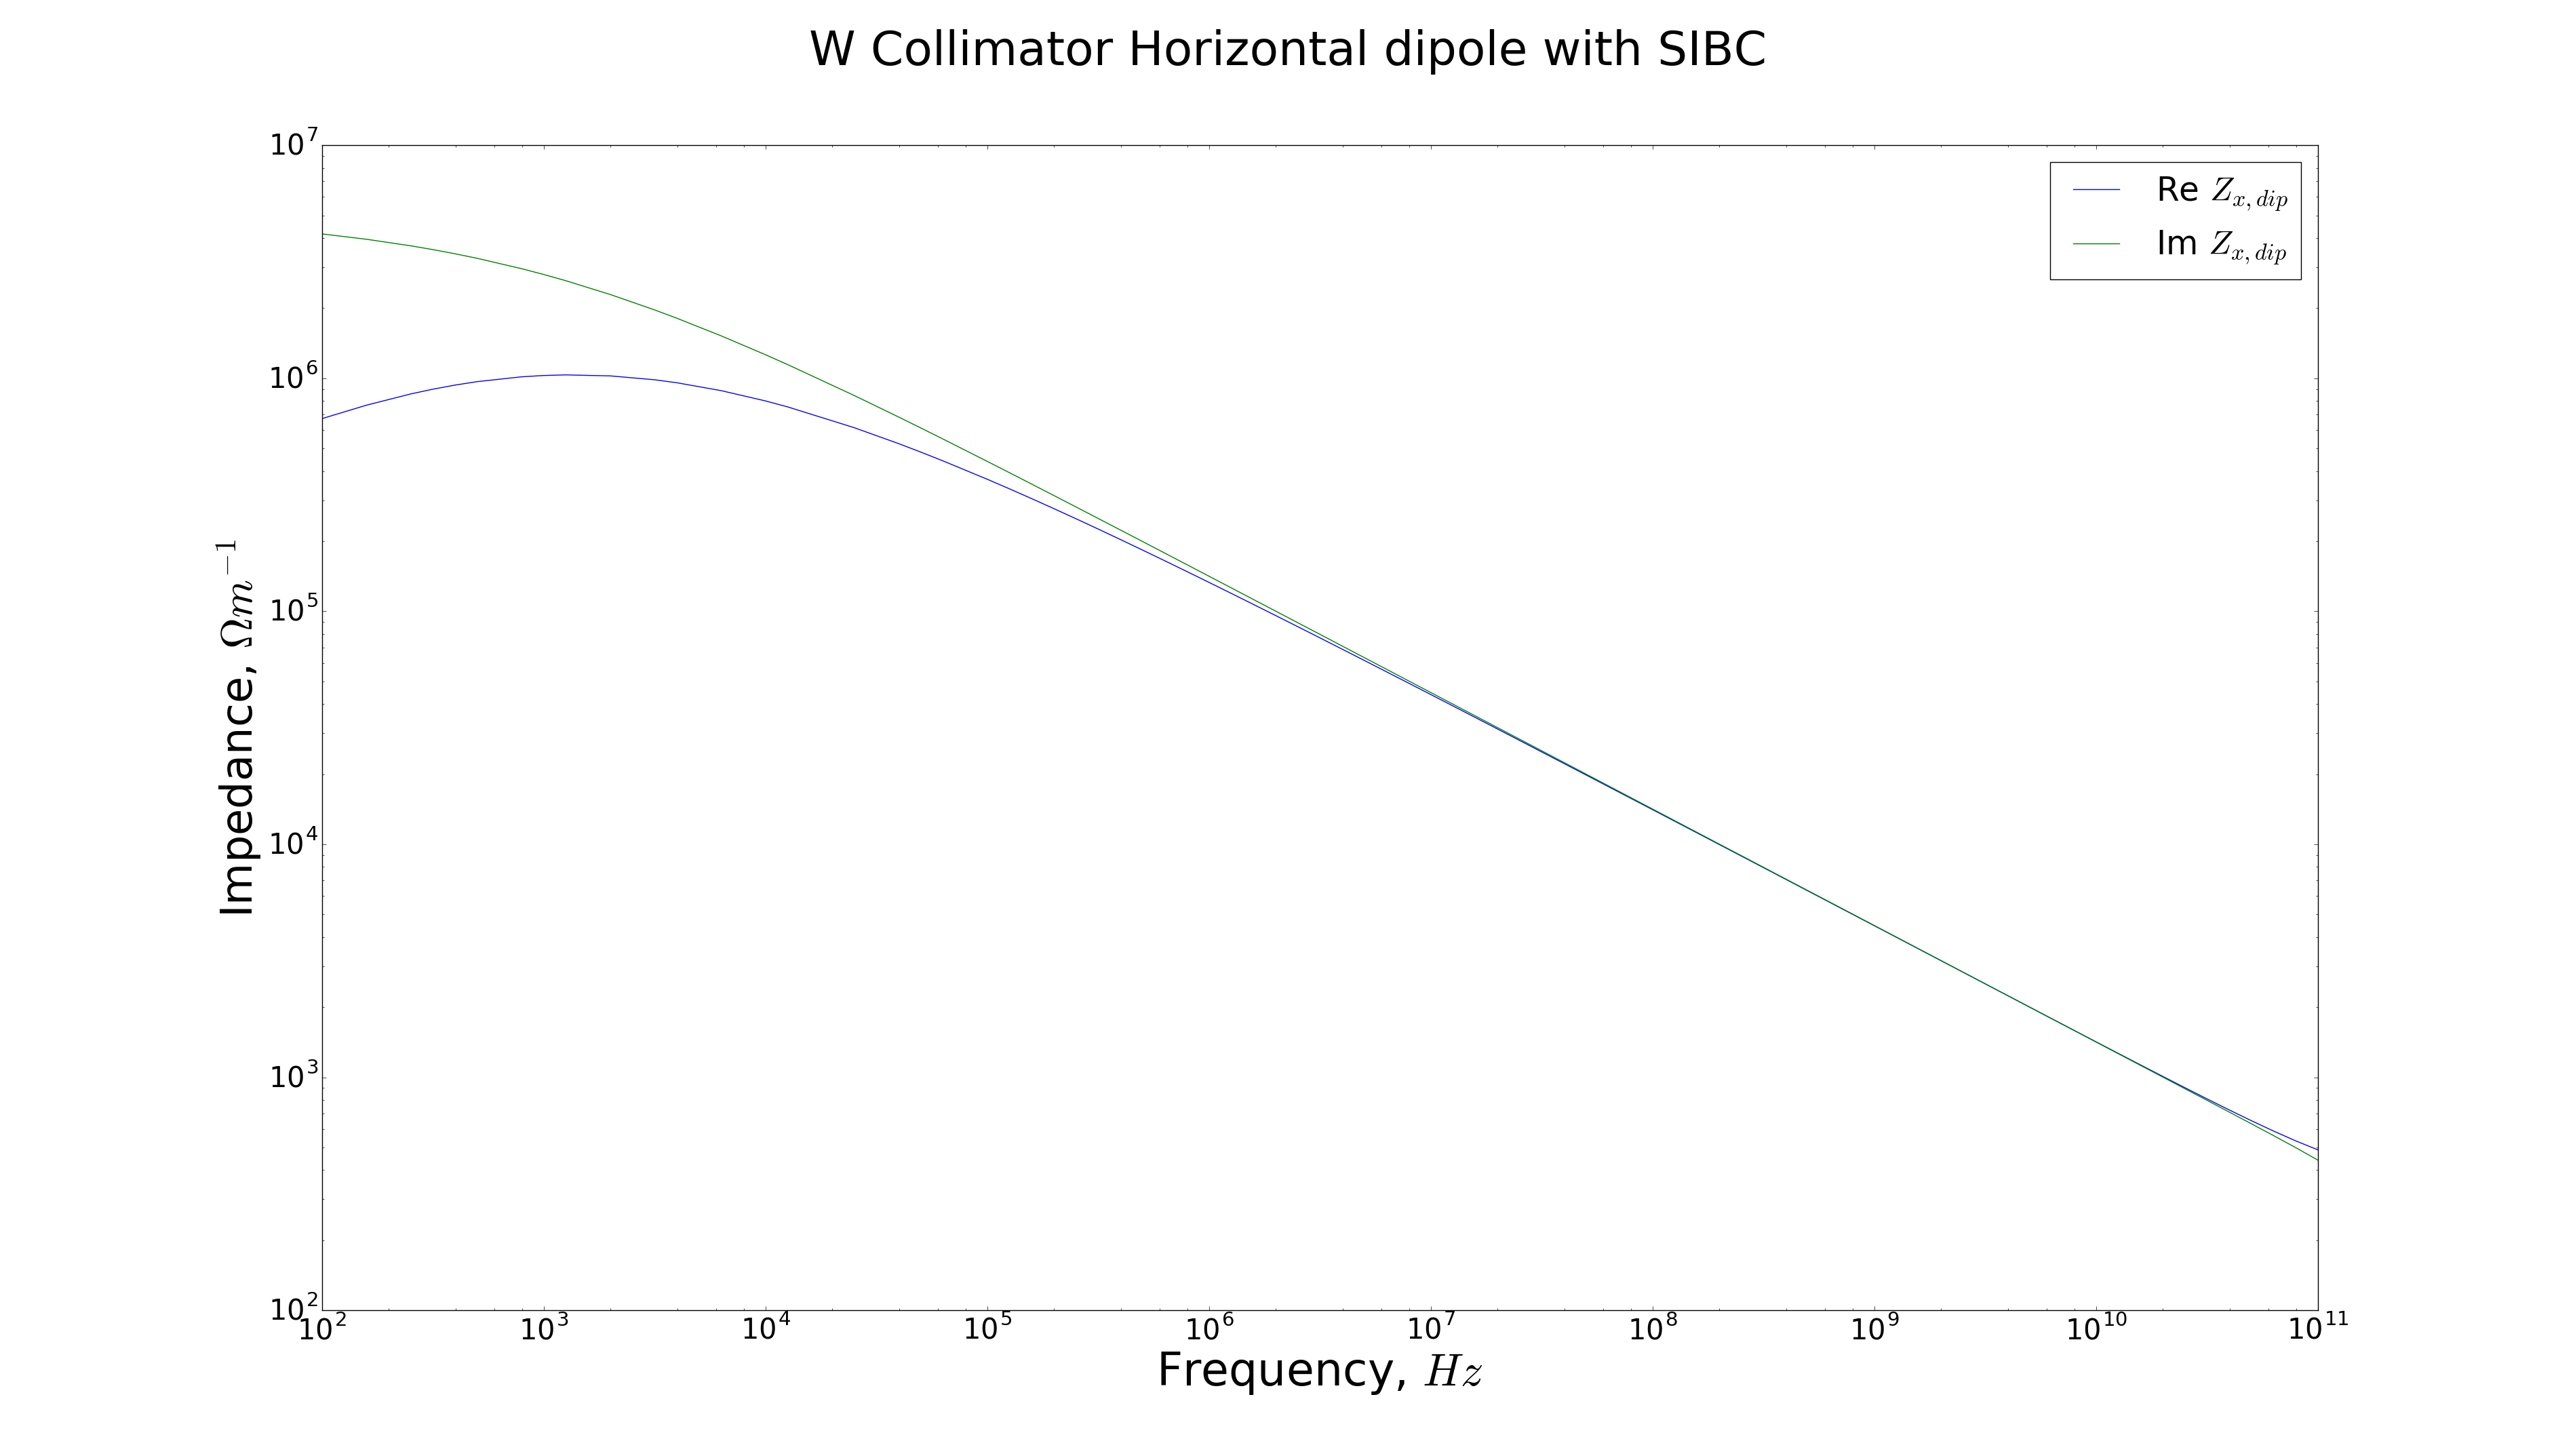 W Collimator Horizontal dipole with SIBC
Re Z_{x, dip}
Im Z_{x, dip}
Impedance, Ωm^{−1}
10^7
10^6
10^5
10^4
10^3
10^2
10^2 10^3 10^4 10^5 10^6 10^7 10^8 10^9 10^{10} 10^{11}
Frequency, Hz